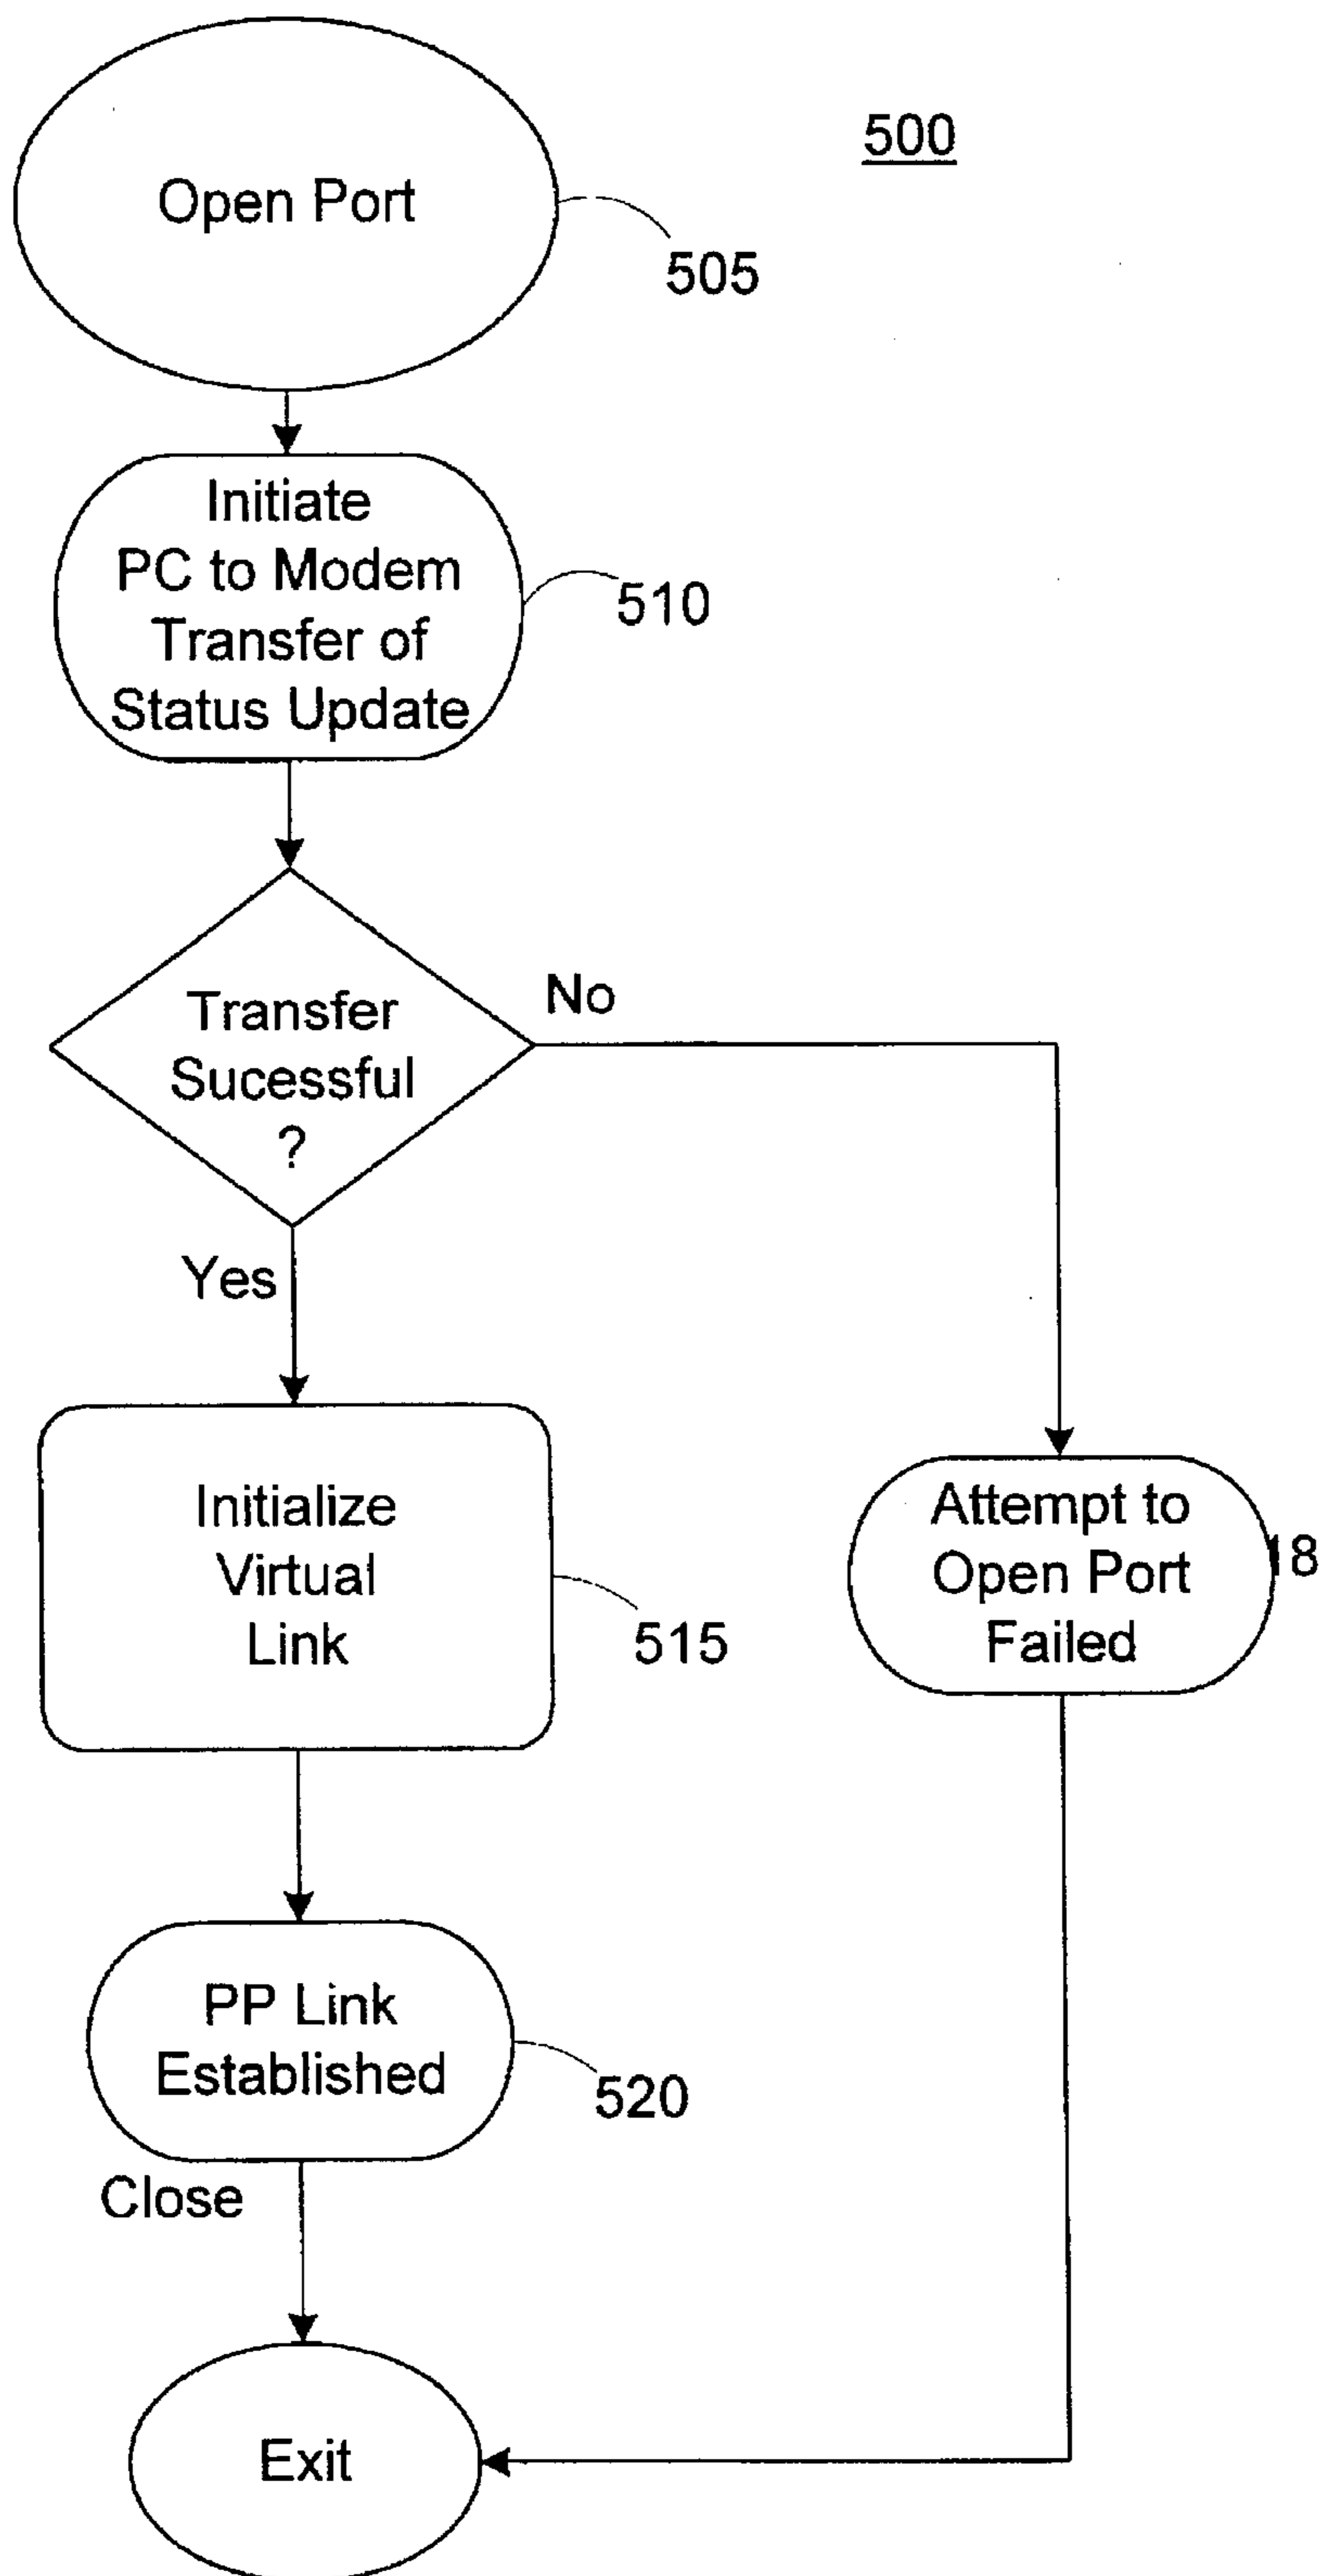 500
Open Port
505
Initiate
PC to Modem
Transfer of
Status Update
510
Transfer
Sucessful
?
No
Yes
Initialize
Virtual
Link
515
Attempt to
Open Port
Failed
18
PP Link
Established
520
Close
Exit